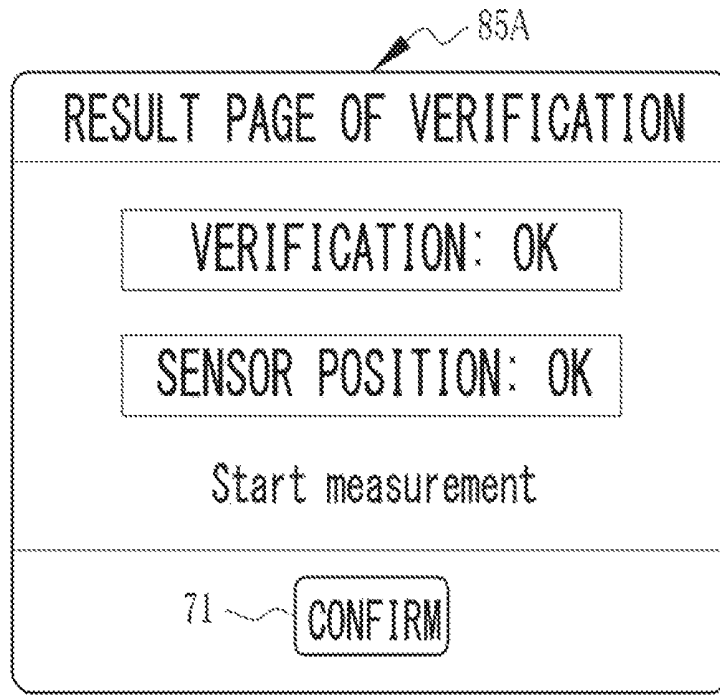 85A
RESULT PAGE OF VERIFICATION
VERIFICATION: OK
SENSOR POSITION: OK
Start measurement
71
CONFIRM